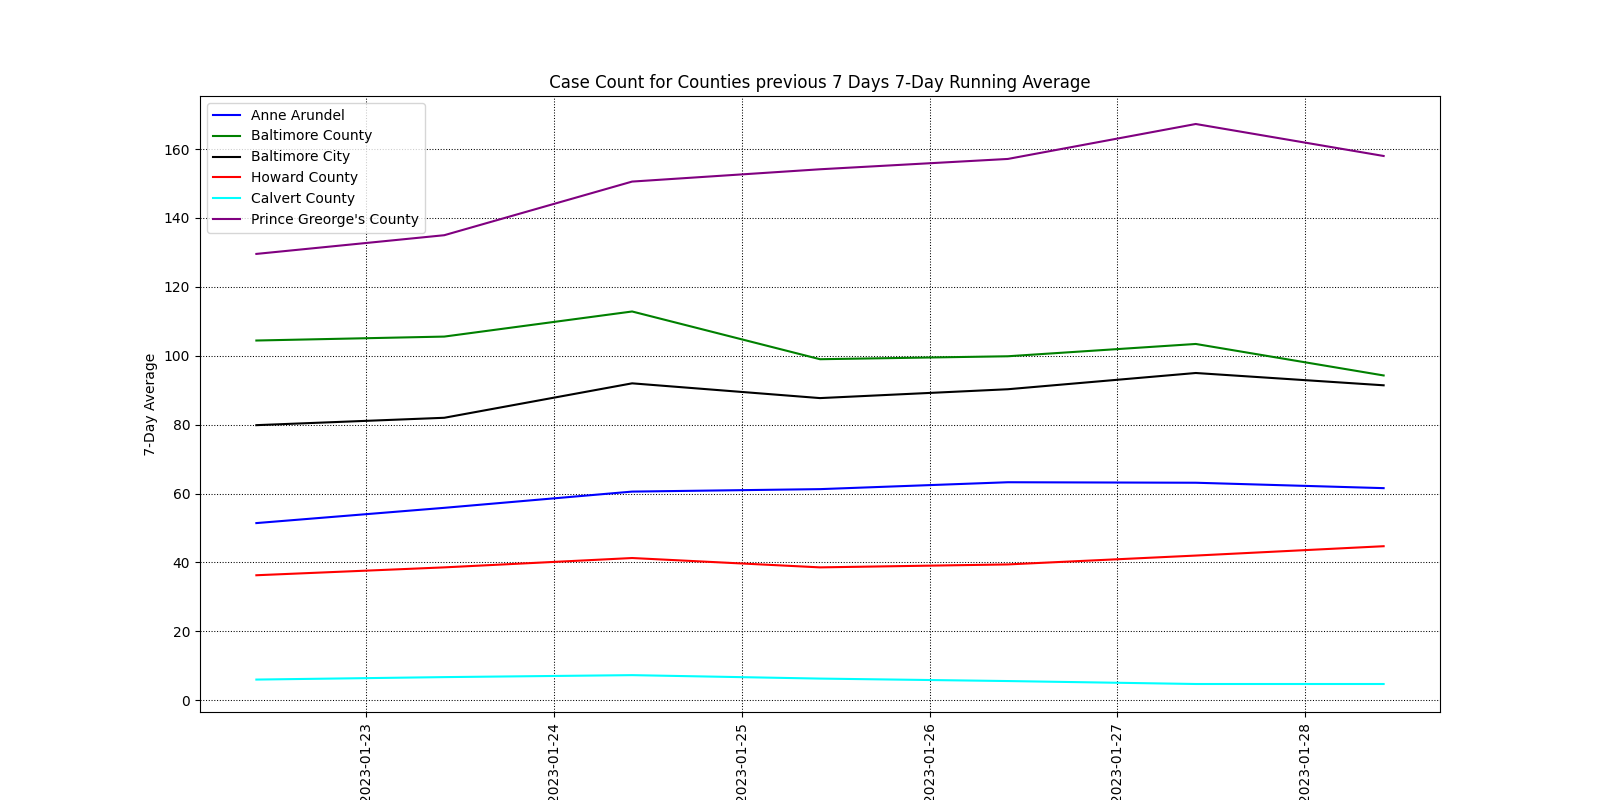 Case Count for Counties previous 7 Days 7-Day Running Average
Anne Arundel
Baltimore County
Baltimore City
Howard County
Calvert County
Prince Greorge's County
160
140
120
100
80
60
40
20
0
7-Day Average
2023-01-23
2023-01-24
2023-01-25
2023-01-26
2023-01-27
2023-01-28